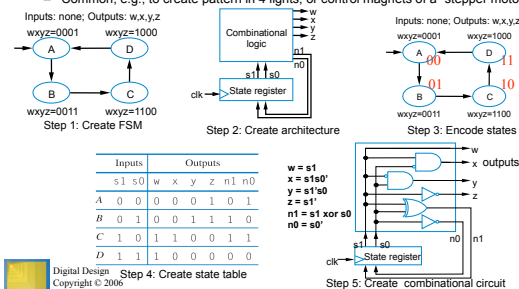 – Common, e.g., to create pattern in 4 lights, or control magnets of a "stepper moto
Inputs: none; Outputs: w,x,y,z
wxyz=0001 wxyz=1000
A D
B C
wxyz=0011 wxyz=1100
Step 1: Create FSM
Combinational
logic
w
x
y
z
n1
n0
s1 s0
clk State register
Step 2: Create architecture
Inputs: none; Outputs: w,x,y,z
wxyz=0001 wxyz=1000
A D
00 11
01 10
B C
wxyz=0011 wxyz=1100
Step 3: Encode states
Inputs Outputs
s1 s0 w x y z n1 n0
A 0 0 0 0 0 1 0 1
B 0 1 0 0 1 1 1 0
C 1 0 1 1 0 0 1 1
D 1 1 1 0 0 0 0 0
Step 4: Create state table
w = s1
x = s1s0'
y = s1's0
z = s1'
n1 = s1 xor s0
n0 = s0'
w
x outputs
y
z
n0 n1
s1 s0
clk State register
Step 5: Create combinational circuit
Digital Design
Copyright © 2006